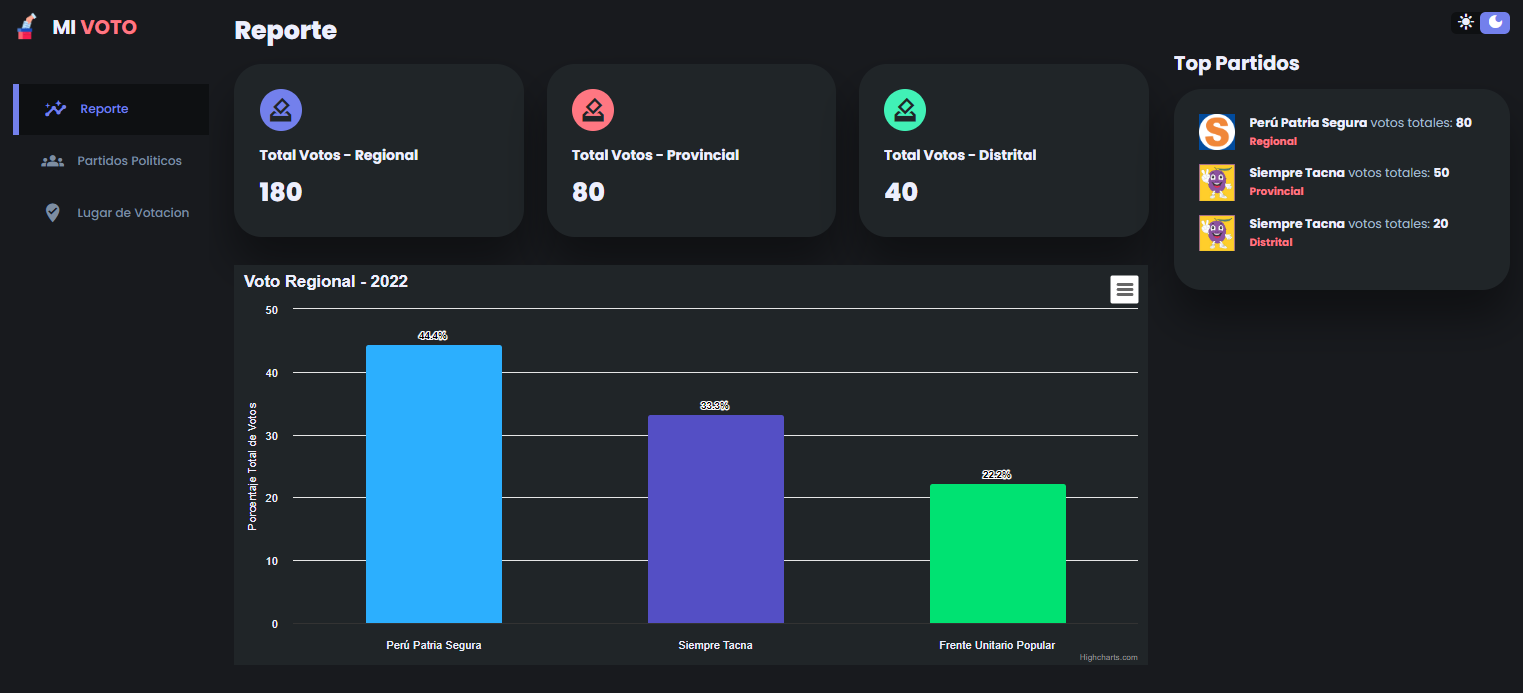 MI VOTO
Reporte
Partidos Politicos
Lugar de Votacion
Reporte
Total Votos - Regional
180
Total Votos - Provincial
80
Total Votos - Distrital
40
Voto Regional - 2022
Porcentaje Total de Votos
50
40
30
20
10
0
44.4%
33.3%
22.2%
Perú Patria Segura
Siempre Tacna
Frente Unitario Popular
Highcharts.com
Top Partidos
S
Perú Patria Segura votos totales: 80
Regional
Siempre Tacna votos totales: 50
Provincial
Siempre Tacna votos totales: 20
Distrital